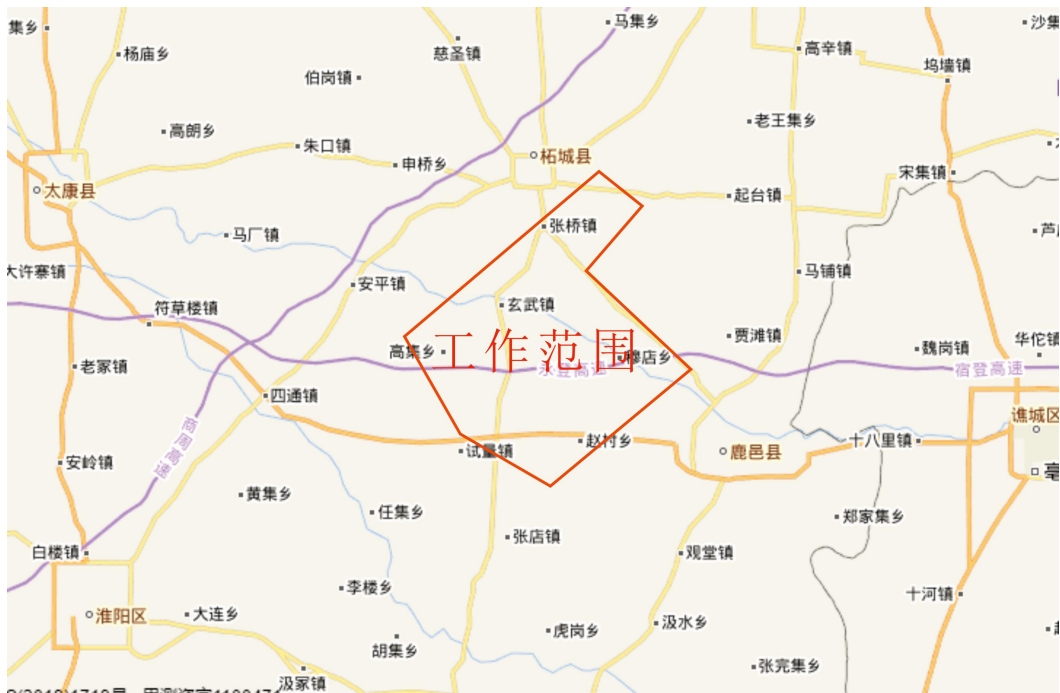 集乡
马集乡
沙集
杨庙乡
慈圣镇
高辛镇
坞墙镇
伯岗镇
高朗乡
老王集乡
朱口镇
申桥乡
柘城县
宋集镇
太康县
起台镇
马厂镇
张桥镇
大许寨镇
安平镇
马铺镇
符草楼镇
玄武镇
贾滩镇
华佗镇
高集乡
工作范围
穆店乡
魏岗镇
老冢镇
永登高速
宿登高速
四通镇
谯城区
商周高速
十八里镇
赵村乡
试量镇
鹿邑县
安岭镇
亳
黄集乡
任集乡
郑家集乡
张店镇
白楼镇
观堂镇
李楼乡
十河镇
淮阳区
大连乡
汲水乡
虎岗乡
胡集乡
张完集乡
汲冢镇